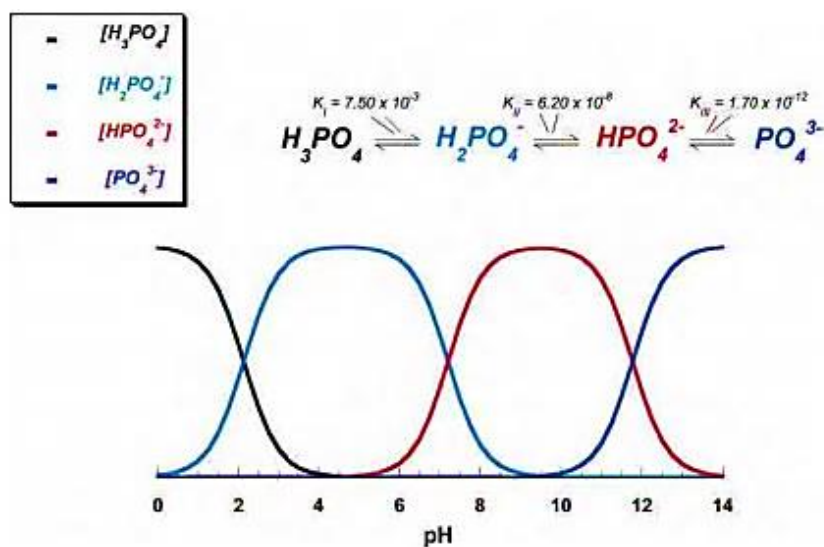 [H₃PO₄]
[H₂PO₄⁻]
[HPO₄²⁻]
[PO₄³⁻]
Kᵢ = 7.50 x 10⁻³ Kᵢᵢ = 6.20 x 10⁻⁸ Kᵢᵢᵢ = 1.70 x 10⁻¹²
H₃PO₄ ⇌ H₂PO₄⁻ ⇌ HPO₄²⁻ ⇌ PO₄³⁻
0 2 4 6 8 10 12 14
pH